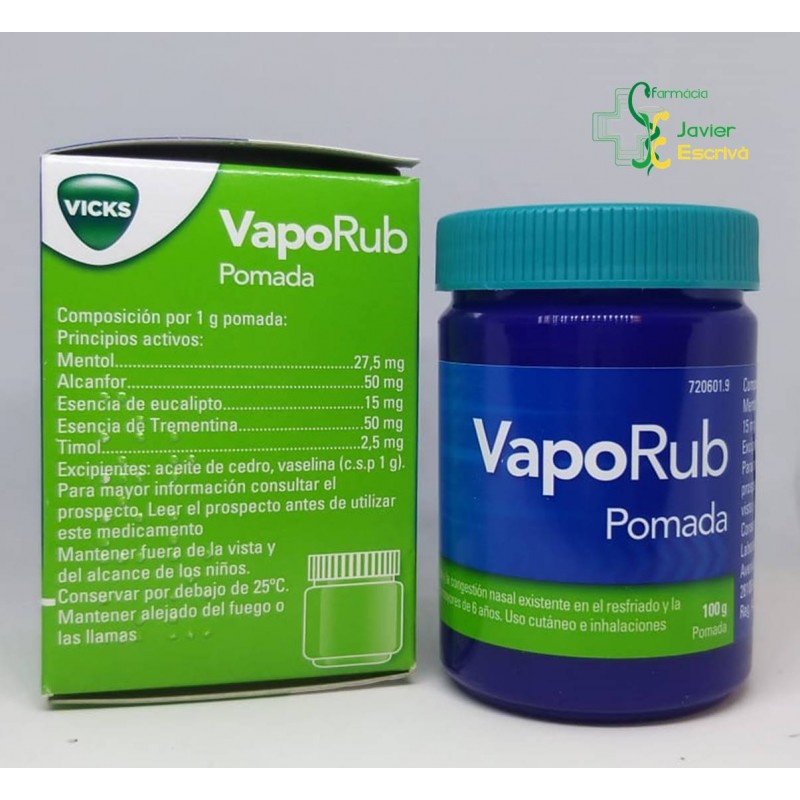 farmàcia
Javier
Escrivà
VICKS
VapoRub
Pomada
Composición por 1 g pomada:
Principios activos:
Mentol........................................27,5 mg
Alcanfor........................................50 mg
Esencia de eucalipto....................15 mg
Esencia de Trementina.................50 mg
Timol...........................................2,5 mg
Excipientes: aceite de cedro, vaselina (c.s.p 1 g).
Para mayor información consultar el
prospecto. Leer el prospecto antes de utilizar
este medicamento
Mantener fuera de la vista y
del alcance de los niños.
Conservar por debajo de 25ºC.
Mantener alejado del fuego o
las llamas
720601.9
VapoRub
Pomada
la congestión nasal existente en el resfriado y la
mayores de 6 años. Uso cutáneo e inhalaciones
100 g
Pomada